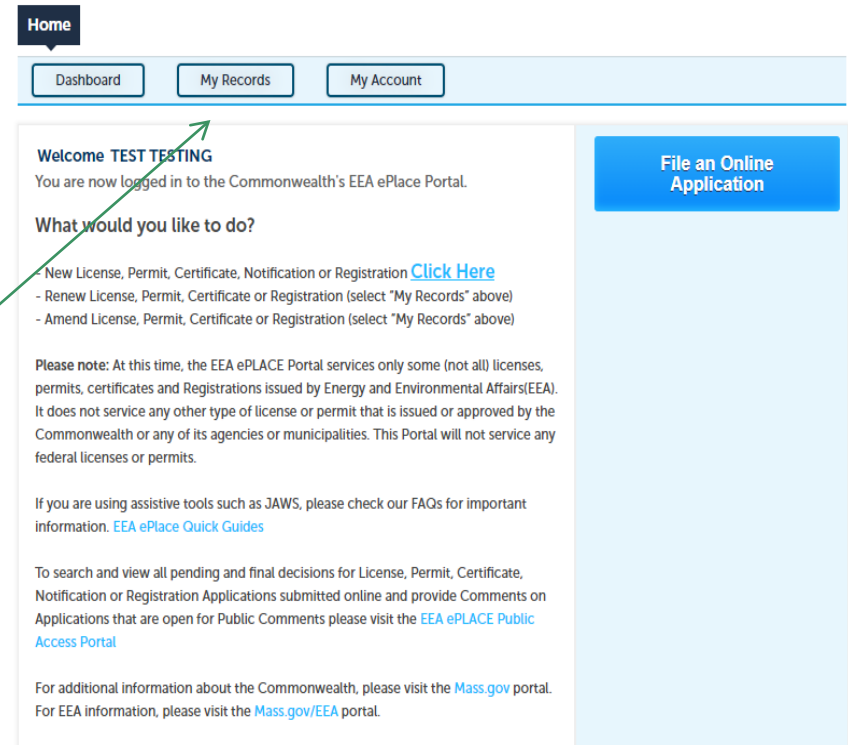 Home
Dashboard My Records My Account
Welcome TEST TESTING
You are now logged in to the Commonwealth's EEA ePlace Portal.
What would you like to do?
- New License, Permit, Certificate, Notification or Registration Click Here
- Renew License, Permit, Certificate or Registration (select "My Records" above)
- Amend License, Permit, Certificate or Registration (select "My Records" above)
Please note: At this time, the EEA ePLACE Portal services only some (not all) licenses,
permits, certificates and Registrations issued by Energy and Environmental Affairs(EEA).
It does not service any other type of license or permit that is issued or approved by the
Commonwealth or any of its agencies or municipalities. This Portal will not service any
federal licenses or permits.
If you are using assistive tools such as JAWS, please check our FAQs for important
information. EEA ePlace Quick Guides
To search and view all pending and final decisions for License, Permit, Certificate,
Notification or Registration Applications submitted online and provide Comments on
Applications that are open for Public Comments please visit the EEA ePLACE Public
Access Portal
For additional information about the Commonwealth, please visit the Mass.gov portal.
For EEA information, please visit the Mass.gov/EEA portal.
File an Online
Application